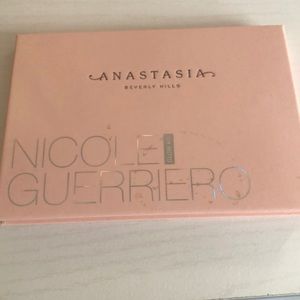 ANASTASIA
BEVERLY HILLS
NICOLE
GUERRIERO